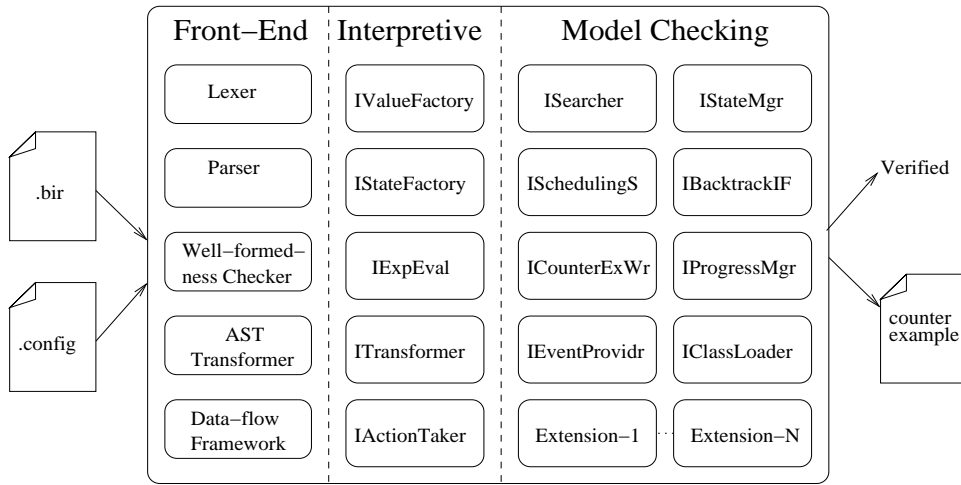 Front−End
Interpretive
Model Checking
Lexer
IValueFactory
ISearcher
IStateMgr
.bir
Parser
IStateFactory
ISchedulingS
IBacktrackIF
Verified
Well−formed−
ness Checker
IExpEval
ICounterExWr
IProgressMgr
.config
AST
Transformer
ITransformer
IEventProvidr
IClassLoader
counter
example
Data−flow
Framework
IActionTaker
Extension−1
.....
Extension−N